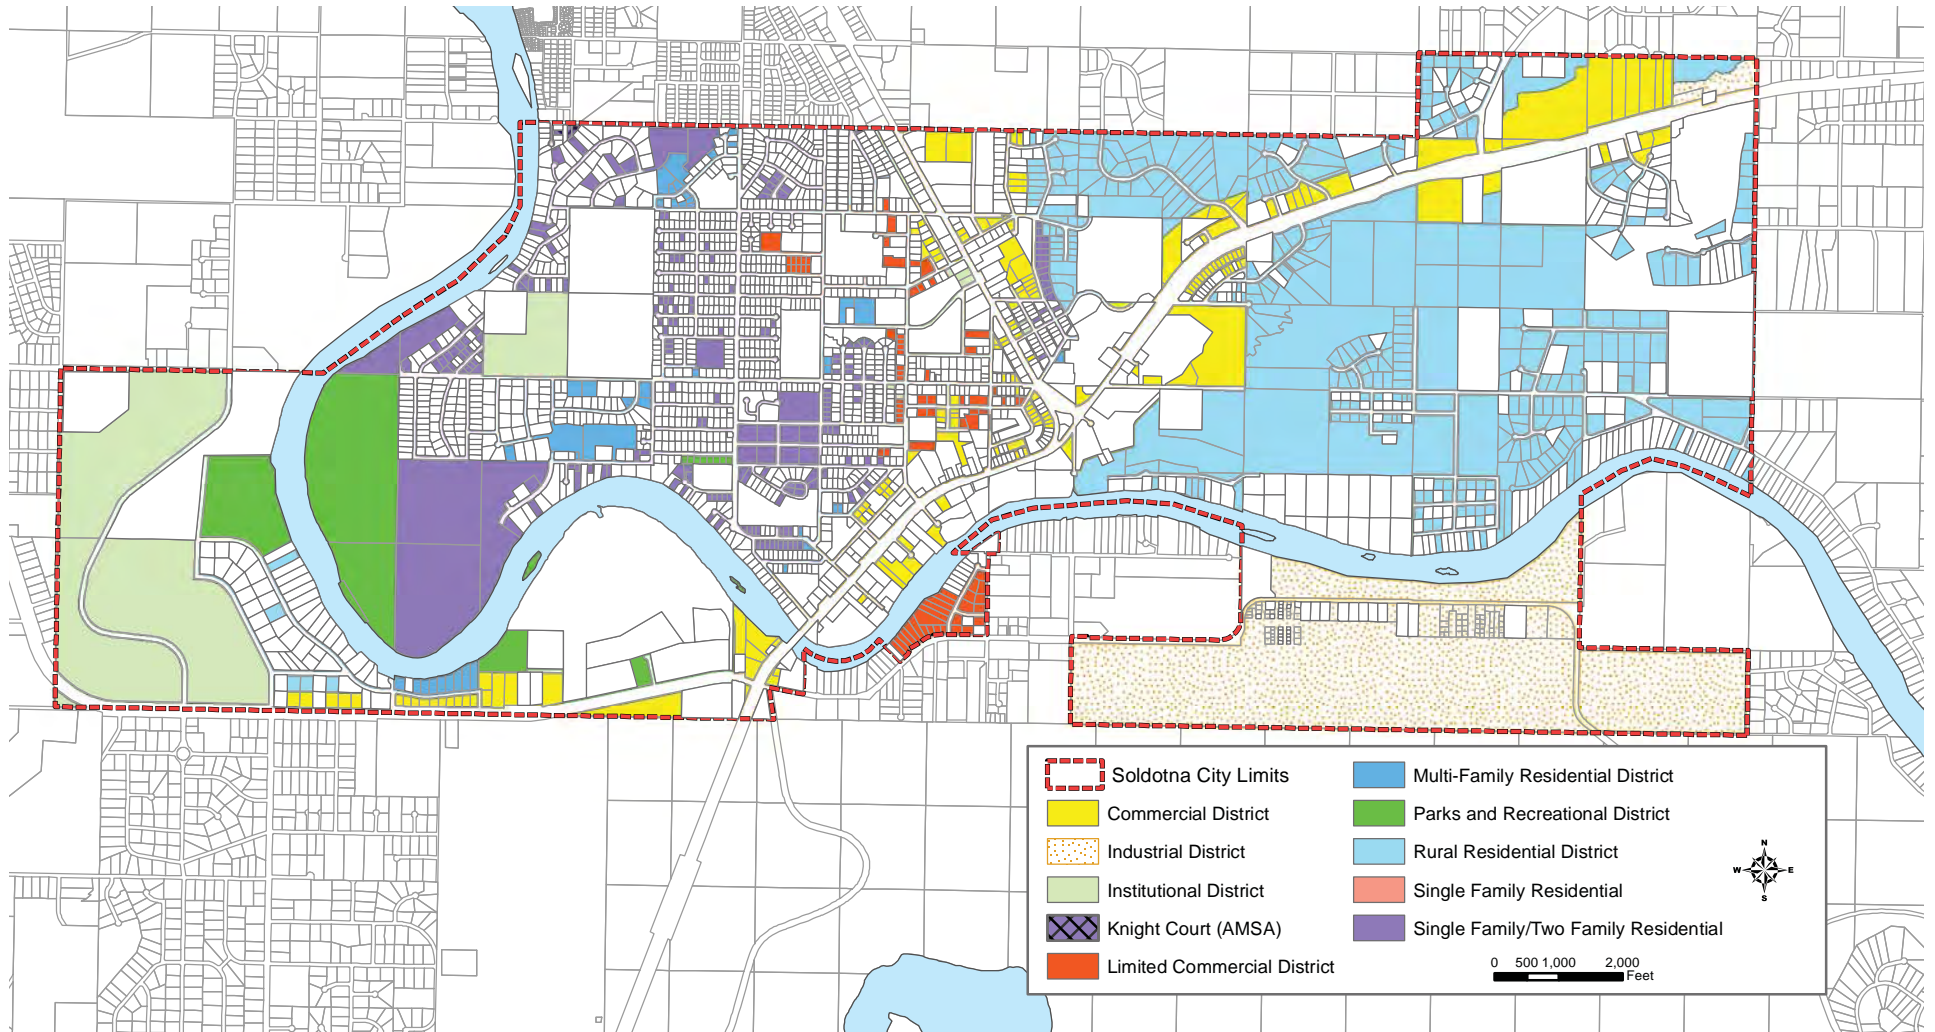 Soldotna City Limits
Commercial District
Industrial District
Institutional District
Knight Court (AMSA)
Limited Commercial District
Multi-Family Residential District
Parks and Recreational District
Rural Residential District
Single Family Residential
Single Family/Two Family Residential
N
W E
S
0 500 1,000 2,000
Feet